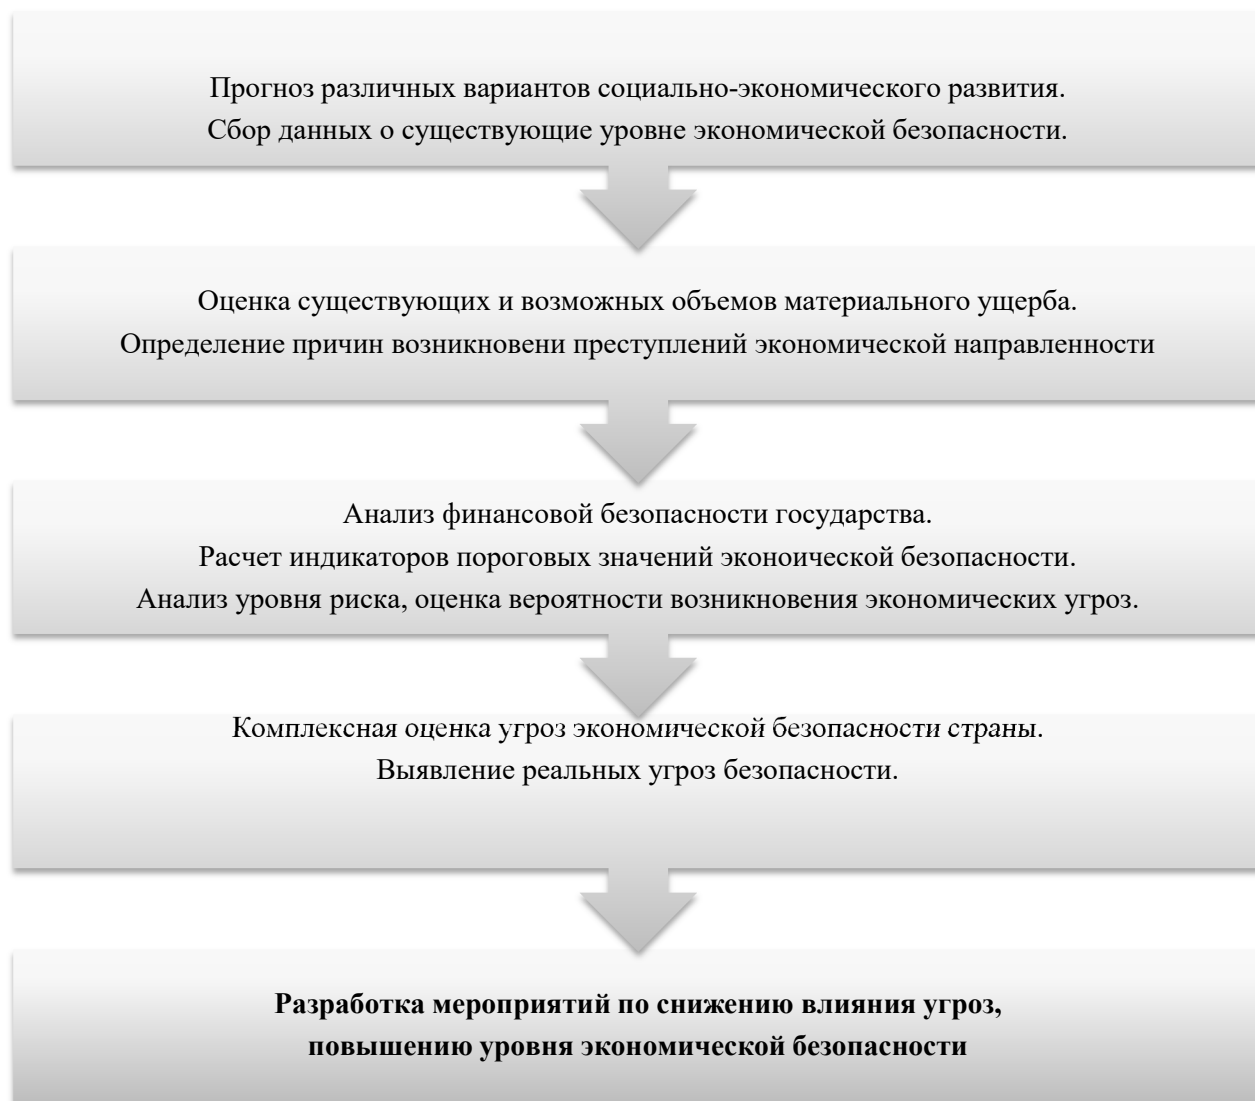 Прогноз различных вариантов социально-экономического развития.
Сбор данных о существующие уровне экономической безопасности.
Оценка существующих и возможных объемов материального ущерба.
Определение причин возникновени преступлений экономической направленности
Анализ финансовой безопасности государства.
Расчет индикаторов пороговых значений эконоической безопасности.
Анализ уровня риска, оценка вероятности возникновения экономических угроз.
Комплексная оценка угроз экономической безопасности страны.
Выявление реальных угроз безопасности.
Разработка мероприятий по снижению влияния угроз,
повышению уровня экономической безопасности